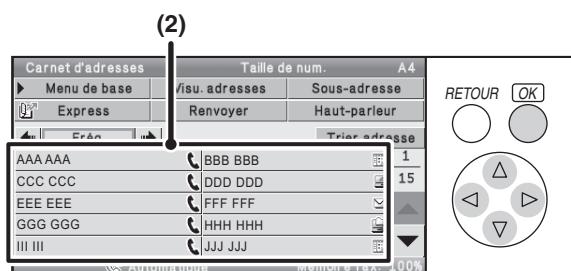 (2)
Carnet d'adresses Taille de num. A4
Menu de base Visu. adresses Sous-adresse
Express Renvoyer Haut-parleur
Fréq. Trier adresse
AAA AAA BBB BBB 1
CCC CCC DDD DDD 15
EEE EEE FFF FFF
GGG GGG HHH HHH
III III JJJ JJJ
Automatique Mémoire fax: 100%
RETOUR OK